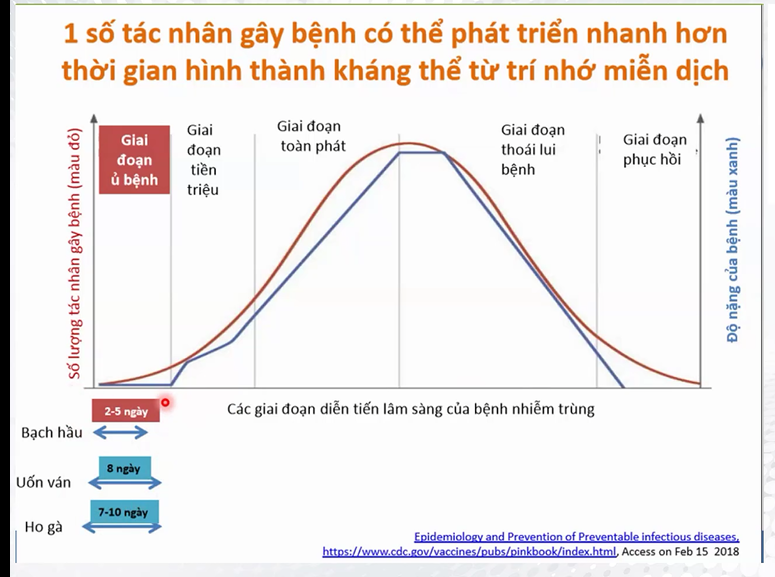 1 số tác nhân gây bệnh có thể phát triển nhanh hơn
thời gian hình thành kháng thể từ trí nhớ miễn dịch
Số lượng tác nhân gây bệnh (màu đỏ)
Giai
đoạn
ủ bệnh
Giai
đoạn
tiền
triệu
Giai đoạn
toàn phát
Giai đoạn
thoái lui
bệnh
Giai đoạn
phục hồi
Độ nặng của bệnh (màu xanh)
Các giai đoạn diễn tiến lâm sàng của bệnh nhiễm trùng
2-5 ngày
Bạch hầu
8 ngày
Uốn ván
7-10 ngày
Ho gà
Epidemiology and Prevention of Preventable infectious diseases.
https://www.cdc.gov/vaccines/pubs/pinkbook/index.html, Access on Feb 15 2018